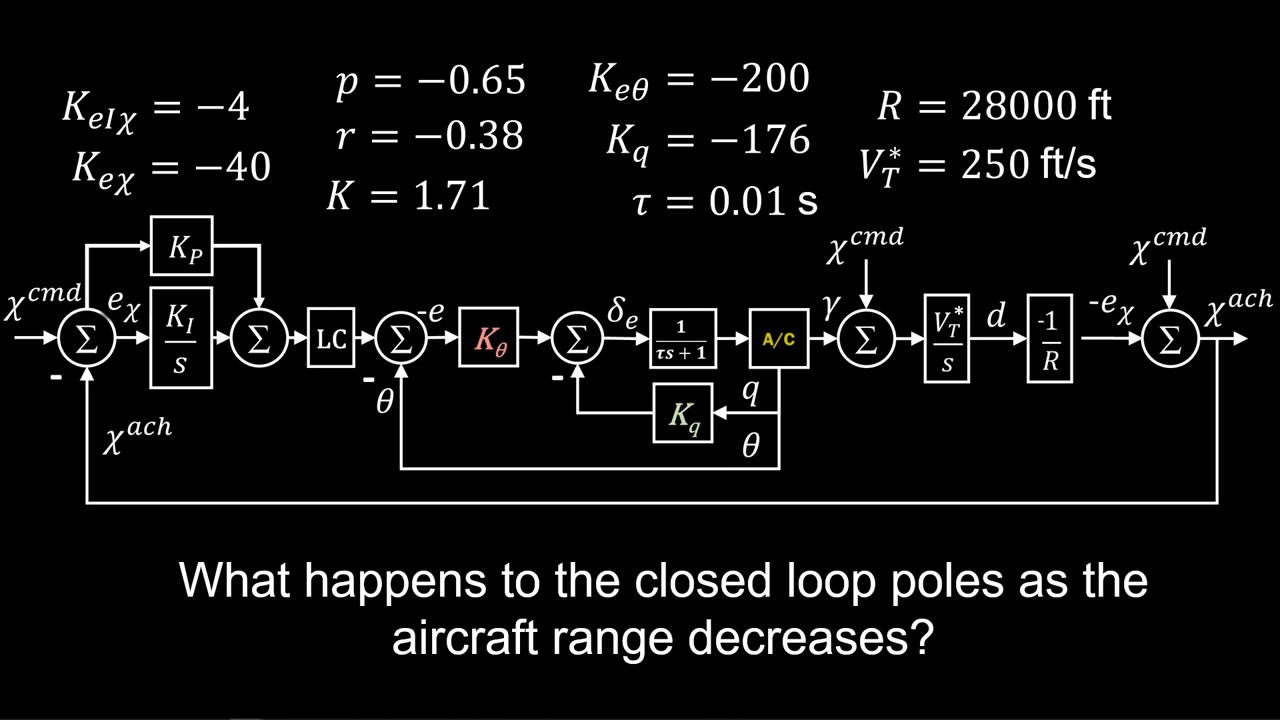 K_{eIχ} = −4
K_{eχ} = −40
p = −0.65
r = −0.38
K = 1.71
K_{eθ} = −200
K_q = −176
τ = 0.01 s
R = 28000 ft
V_T^* = 250 ft/s
χ^{cmd}
-
Σ
e_χ
K_P
K_I
s
Σ
LC
Σ
-
θ
-e
K_θ
Σ
-
δ_e
1
τs + 1
A/C
q
K_q
θ
γ
χ^{cmd}
Σ
V_T^*
s
d
-1
R
-e_χ
χ^{cmd}
Σ
χ^{ach}
χ^{ach}
What happens to the closed loop poles as the
aircraft range decreases?